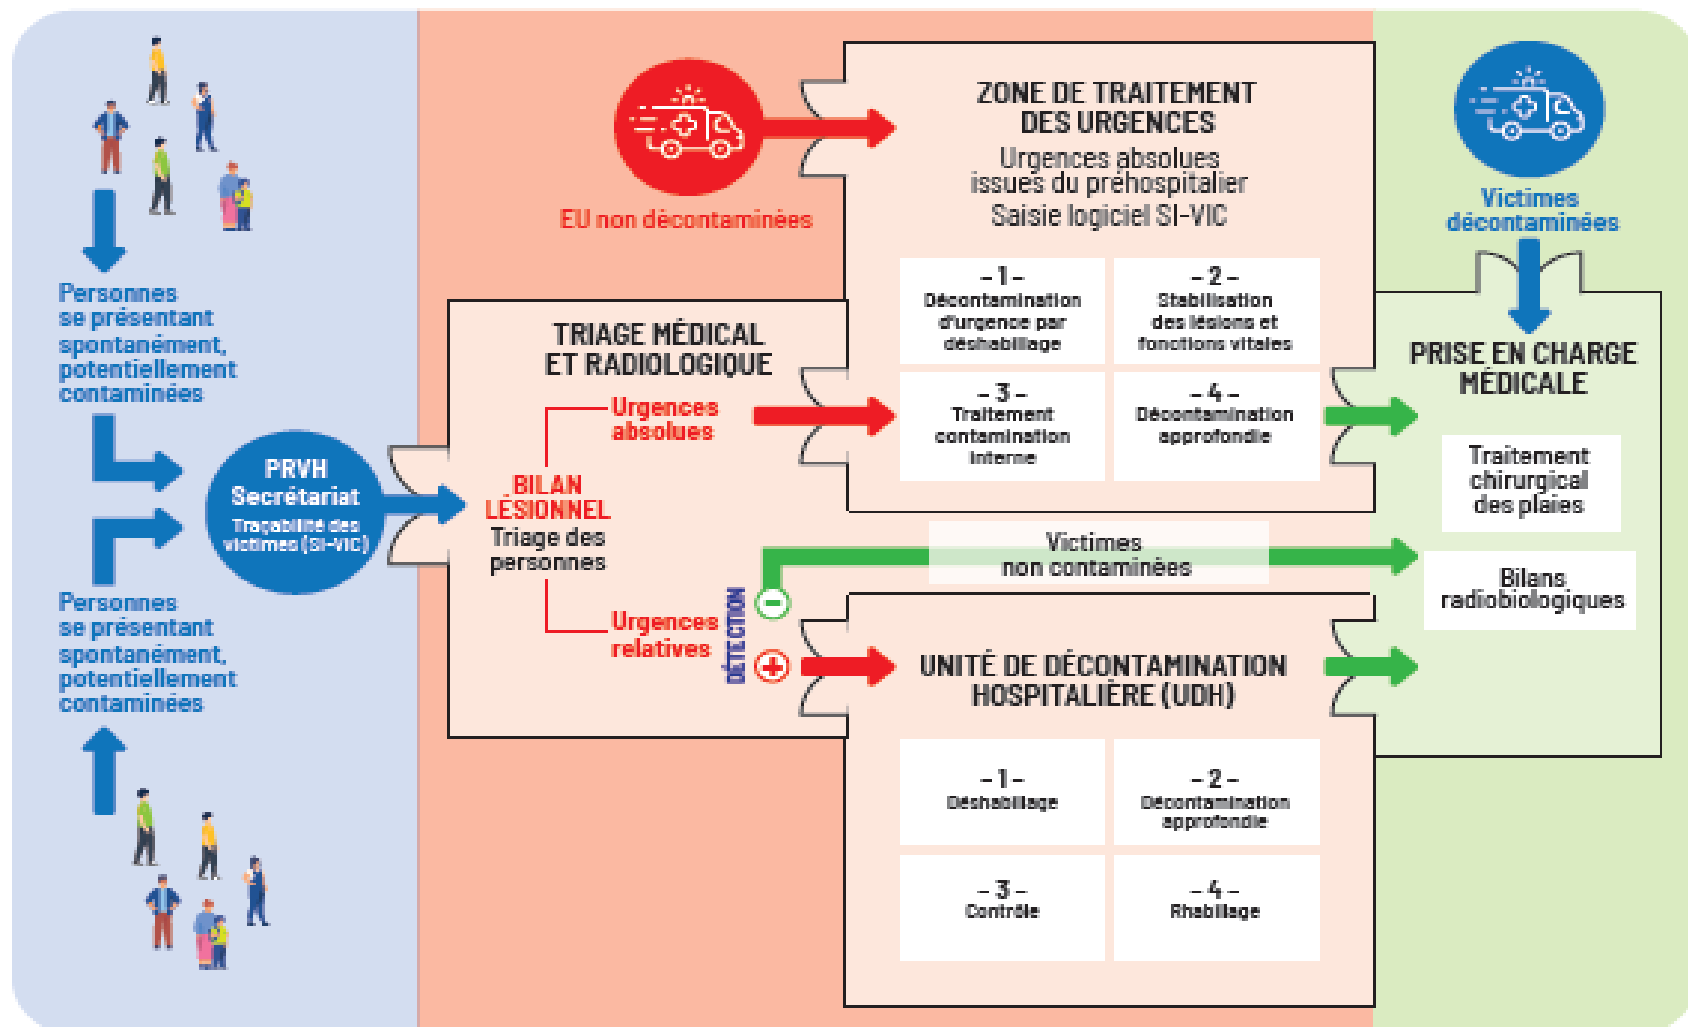 Personnes
se présentant
spontanément,
potentiellement
contaminées
PRVH
Secrétariat
Traçabilité des
victimes (SI-VIC)
Personnes
se présentant
spontanément,
potentiellement
contaminées
EU non décontaminées
TRIAGE MÉDICAL
ET RADIOLOGIQUE
Urgences
absolues
BILAN
LÉSIONNEL
Triage des
personnes
Urgences
relatives
DÉTECTION
–
+
ZONE DE TRAITEMENT
DES URGENCES
Urgences absolues
issues du préhospitalier
Saisie logiciel SI-VIC
– 1 –
Décontamination
d'urgence par
déshabillage
– 2 –
Stabilisation
des lésions et
fonctions vitales
– 3 –
Traitement
contamination
interne
– 4 –
Décontamination
approfondie
Victimes
non contaminées
UNITÉ DE DÉCONTAMINATION
HOSPITALIÈRE (UDH)
– 1 –
Déshabillage
– 2 –
Décontamination
approfondie
– 3 –
Contrôle
– 4 –
Rhabillage
Victimes
décontaminées
PRISE EN CHARGE
MÉDICALE
Traitement
chirurgical
des plaies
Bilans
radiobiologiques